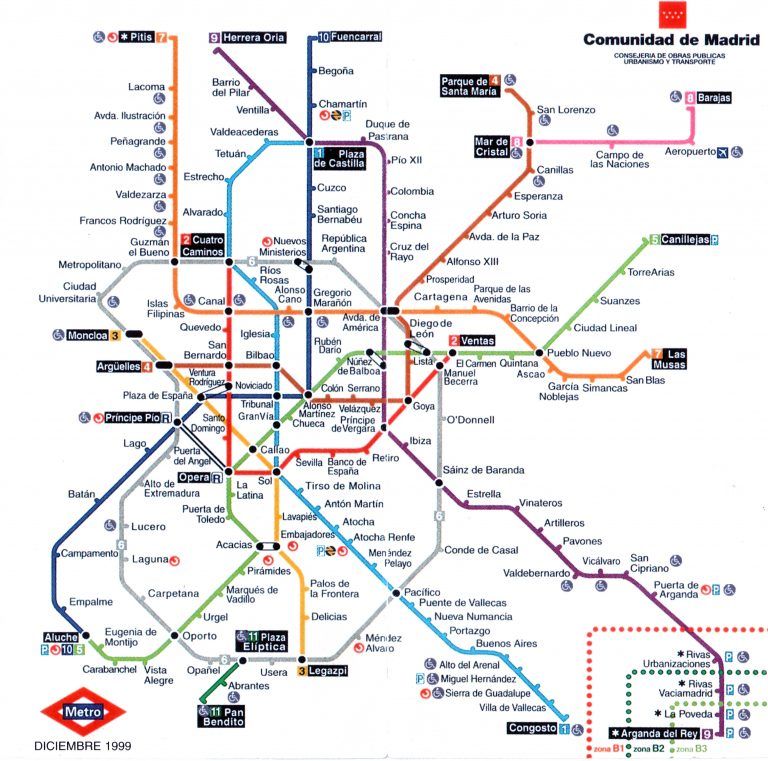 Comunidad de Madrid
CONSEJERIA DE OBRAS PUBLICAS
URBANISMO Y TRANSPORTE
Pitis 7
9 Herrera Oria
10 Fuencarral
Begoña
Chamartín
Barrio
del Pilar
Ventilla
Lacoma
Avda. Ilustración
Peñagrande
Antonio Machado
Valdezarza
Francos Rodríguez
Guzmán
el Bueno
Valdeacederas
Tetuán
Estrecho
Alvarado
2 Cuatro
Caminos
1 Plaza
de Castilla
Duque de
Pastrana
Pío XII
Colombia
Concha
Espina
Cruz del
Rayo
Cuzco
Santiago
Bernabéu
Nuevos
Ministerios
República
Argentina
Parque de 4
Santa María
San Lorenzo
Mar de 8
Cristal
8 Barajas
Campo de
las Naciones
Aeropuerto
Canillas
Esperanza
Arturo Soria
Avda. de la Paz
Alfonso XIII
Prosperidad
5 Canillejas P
TorreArias
Suanzes
Ciudad Lineal
Metropolitano
6
Ciudad
Universitaria
Islas
Filipinas
Canal
Ríos
Rosas
Alonso
Cano
Gregorio
Marañón
Avda. de
América
Cartagena
Parque de las
Avenidas
Barrio de la
Concepción
Pueblo Nuevo
Ascao
García
Noblejas
Simancas
San Blas
7 Las
Musas
Moncloa 3
Argüelles 4
Quevedo
San
Bernardo
Iglesia
Bilbao
Rubén
Darío
Núñez
de Balboa
Diego de
León
Lista
2 Ventas
El Carmen
Quintana
Manuel
Becerra
Ventura
Rodríguez
Noviciado
Plaza de España
Tribunal
Alonso
Martínez
Colón
Serrano
Velázquez
Goya
GranVía
Chueca
Príncipe
de Vergara
O'Donnell
Príncipe Pío R
Santo
Domingo
Callao
Lago
Puerta
del Angel
Opera R
Sol
Sevilla
Banco de
España
Retiro
Ibiza
Sáinz de Baranda
Batán
Alto de
Extremadura
La
Latina
Tirso de Molina
Antón Martín
Estrella
Vinateros
Artilleros
Pavones
Puerta de
Toledo
Lavapiés
Embajadores
Atocha
Atocha Renfe
Menéndez
Pelayo
6
Conde de Casal
Valdebernardo
Vicálvaro
San
Cipriano
Puerta de
Arganda P
Campamento
Lucero
6
Laguna
Acacias
P
Pirámides
Palos de
la Frontera
Pacífico
Carpetana
Marqués de
Vadillo
Delicias
Puente de Vallecas
Nueva Numancia
Portazgo
Buenos Aires
Empalme
Urgel
Aluche
P 10 5
Eugenia de
Montijo
Oporto
11 Plaza
Elíptica
Méndez
Alvaro
Carabanchel
Vista
Alegre
Opañel
6
Usera
3 Legazpi
Alto del Arenal
P Miguel Hernández
Sierra de Guadalupe
Villa de Vallecas
Congosto 1
Abrantes
11 Pan
Bendito
*Rivas P
Urbanizaciones
*Rivas P
Vaciamadrid
*La Poveda P
*Arganda del Rey 9 P
zona B1
zona B2
zona B3
Metro
DICIEMBRE 1999